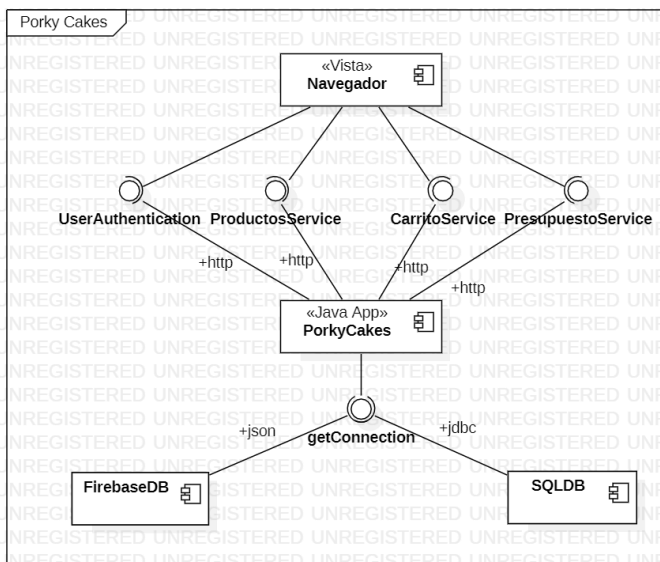 Porky Cakes
«Vista»
Navegador
UserAuthentication
ProductosService
CarritoService
PresupuestoService
+http
+http
+http
+http
«Java App»
PorkyCakes
getConnection
+json
+jdbc
FirebaseDB
SQLDB
UNREGISTERED